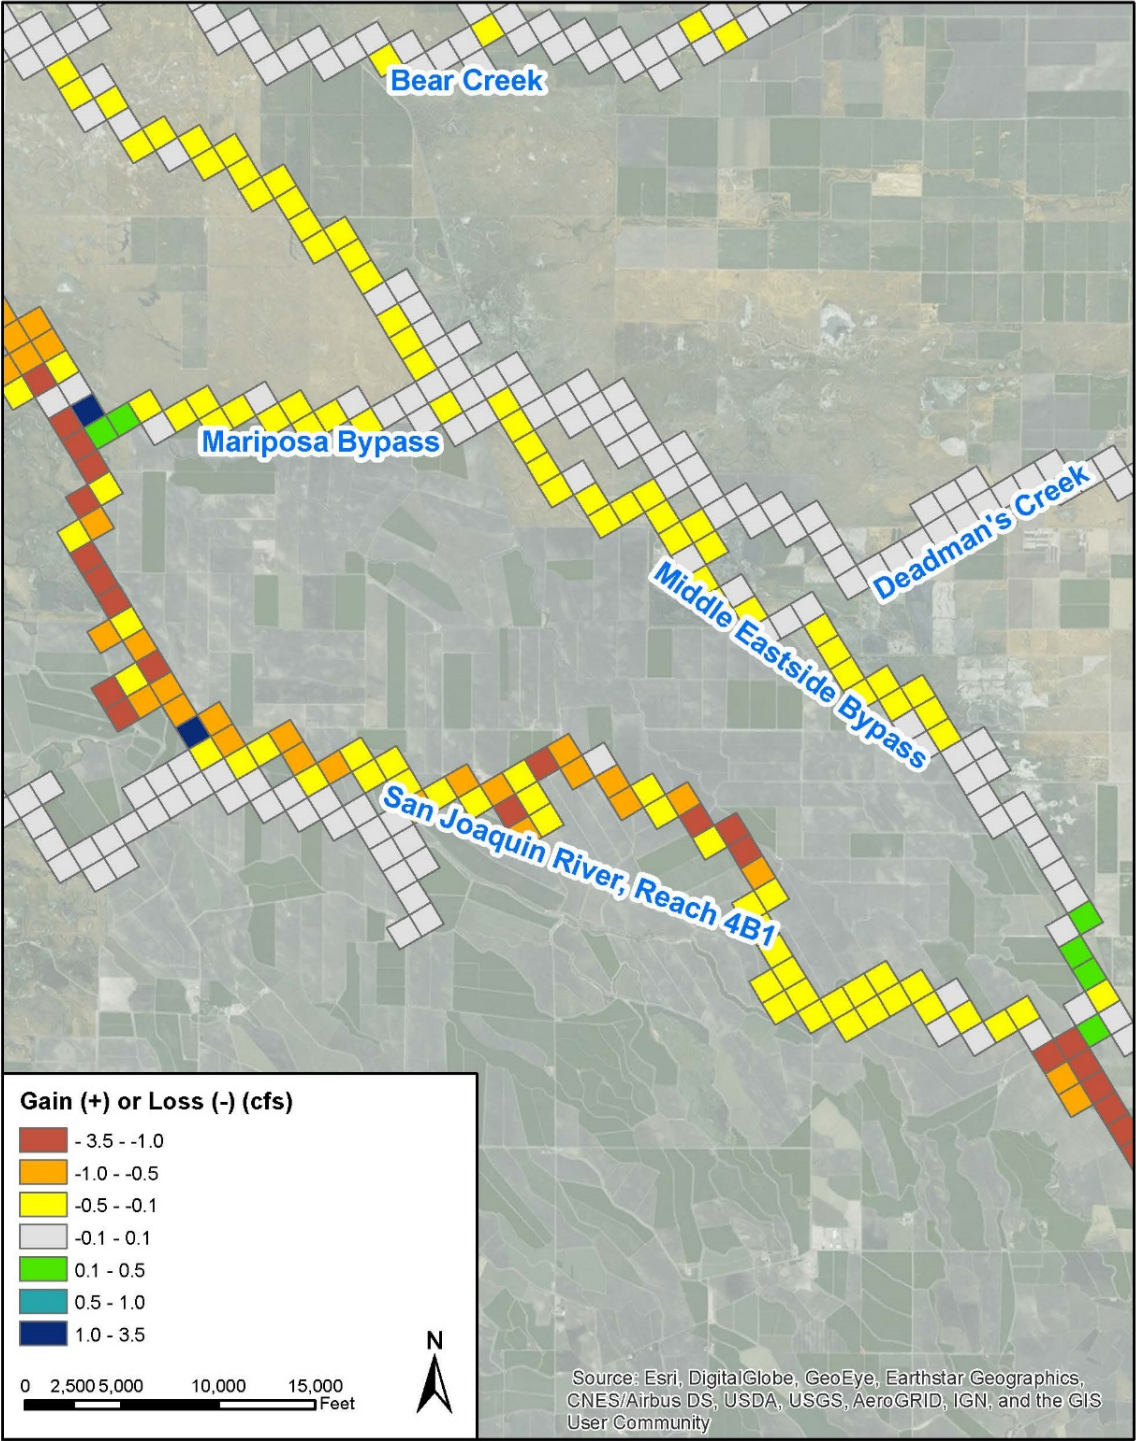 Bear Creek
Mariposa Bypass
Deadman's Creek
Middle Eastside Bypass
San Joaquin River, Reach 4B1
Gain (+) or Loss (-) (cfs)
- 3.5 - -1.0
-1.0 - -0.5
-0.5 - -0.1
-0.1 - 0.1
0.1 - 0.5
0.5 - 1.0
1.0 - 3.5
N
0 2,500 5,000 10,000 15,000
Feet
Source: Esri, DigitalGlobe, GeoEye, Earthstar Geographics,
CNES/Airbus DS, USDA, USGS, AeroGRID, IGN, and the GIS
User Community